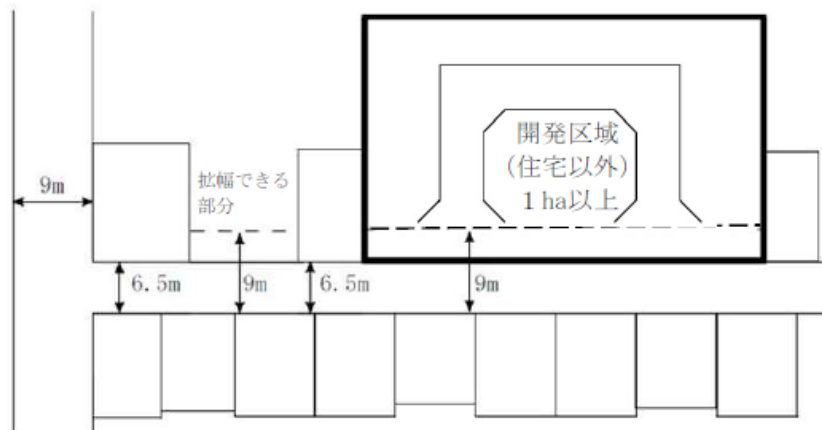 開発区域
(住宅以外)
1ha以上
拡幅できる
部分
9m
6.5m
9m
6.5m
9m